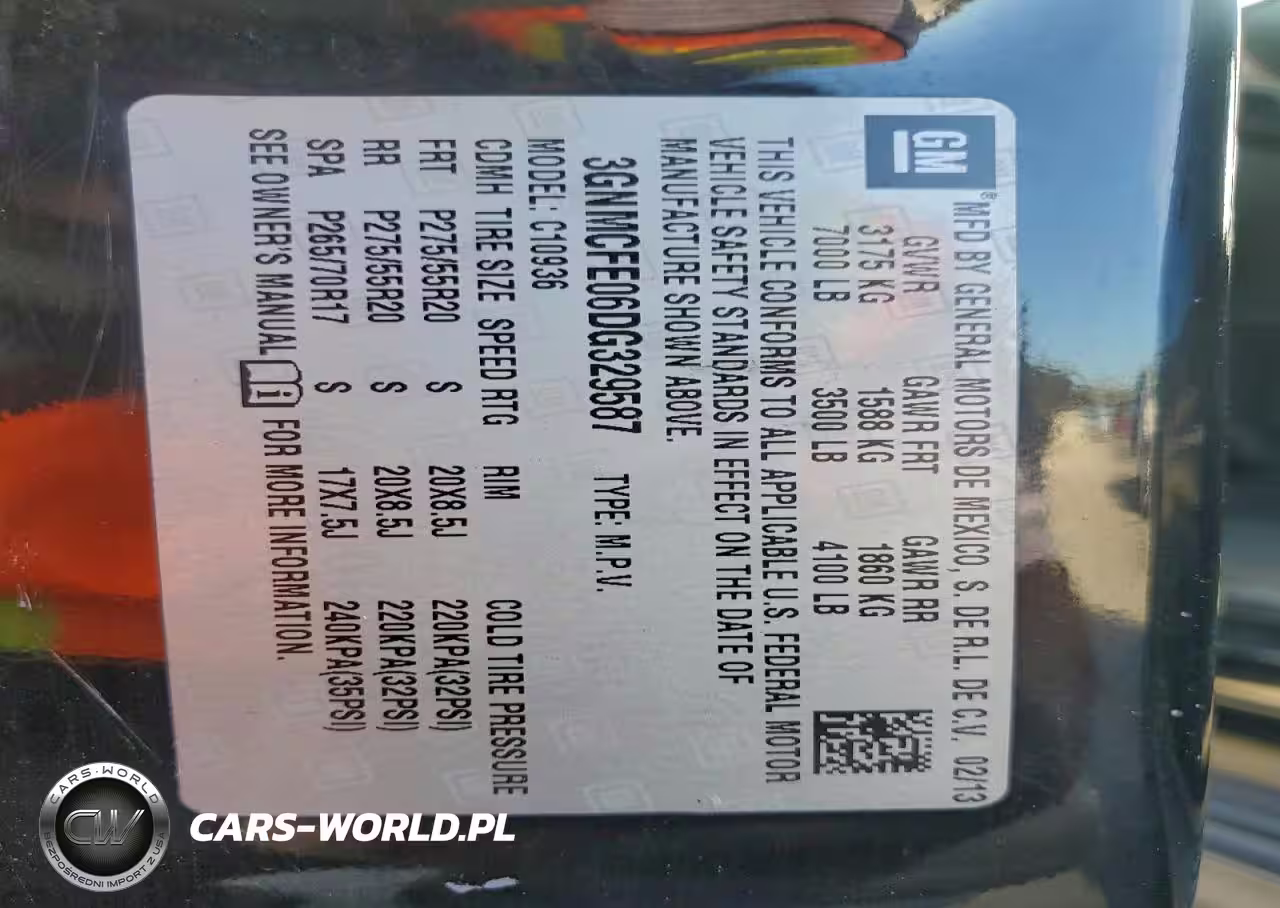 GM
® MFD BY GENERAL MOTORS DE MEXICO, S. DE R.L. DE C.V. 02/13
GVWR GAWR FRT GAWR RR
3175 KG 1588 KG 1860 KG
7000 LB 3500 LB 4100 LB
THIS VEHICLE CONFORMS TO ALL APPLICABLE U.S. FEDERAL MOTOR
VEHICLE SAFETY STANDARDS IN EFFECT ON THE DATE OF
MANUFACTURE SHOWN ABOVE.
3GNMCFE06DG329587 TYPE: M.P.V.
MODEL: C10936
CDMH TIRE SIZE SPEED RTG RIM COLD TIRE PRESSURE
FRT P275/55R20 S 20X8.5J 220KPA(32PSI)
RR P275/55R20 S 20X8.5J 220KPA(32PSI)
SPA P265/70R17 S 17X7.5J 240KPA(35PSI)
SEE OWNER'S MANUAL i FOR MORE INFORMATION.
CARS-WORLD
CW
BEZPOŚREDNI IMPORT Z USA
CARS-WORLD.PL